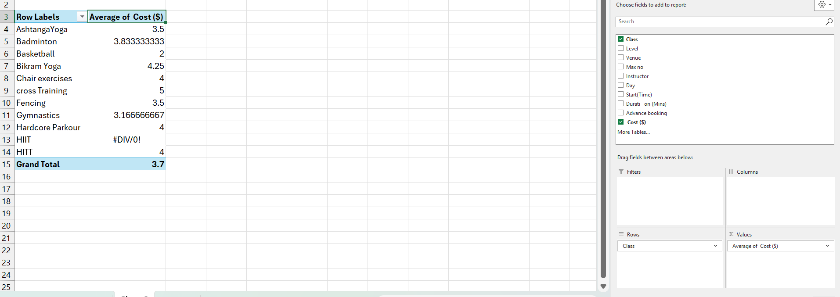 Choose fields to add to report:
2
3 Row Labels Average of Cost ($)
Search
4 AshtangaYoga 3.5
5 Badminton 3.833333333
6 Basketball 2
7 Bikram Yoga 4.25
8 Chair exercises 4
9 cross Training 5
10 Fencing 3.5
11 Gymnastics 3.166666667
12 Hardcore Parkour 4
13 HIIT #DIV/0!
14 HITT 4
15 Grand Total 3.7
16
17
18
19
20
21
22
23
24
25
Class
Level
Venue
Max no
Instructor
Day
Start(Time)
Durati on (Mins)
Advance booking
Cost ($)
More Tables...
Drag fields between areas below:
Filters
Columns
Rows
Values
Class
Average of Cost ($)